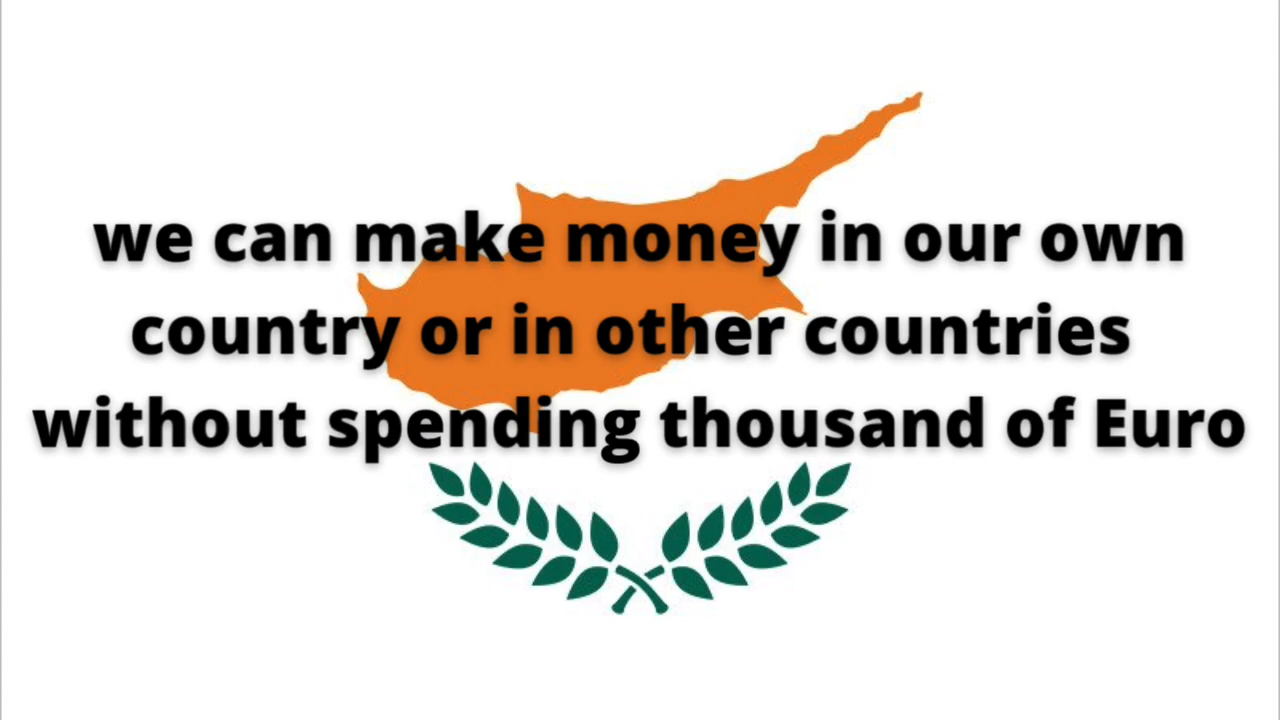 we can make money in our own
country or in other countries
without spending thousand of Euro